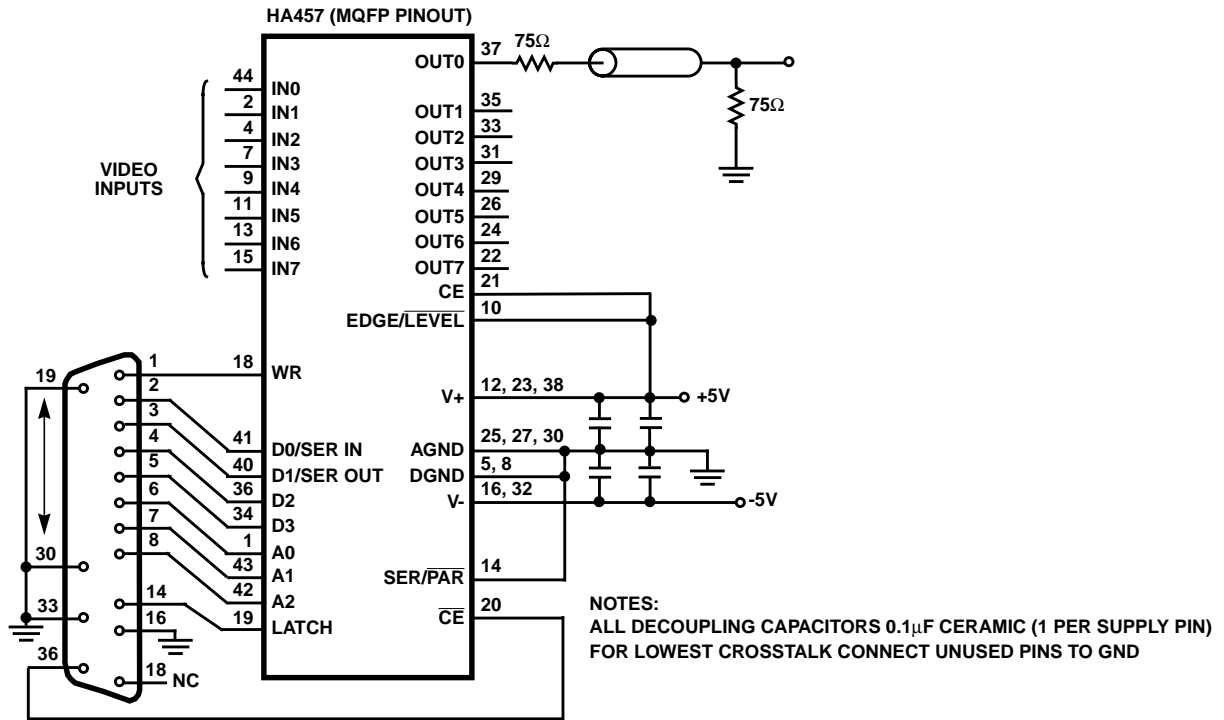 HA457 (MQFP PINOUT)
44 IN0
2 IN1
4 IN2
7 IN3
9 IN4
11 IN5
13 IN6
15 IN7
VIDEO
INPUTS
OUT0 37 75Ω
75Ω
OUT1 35
OUT2 33
OUT3 31
OUT4 29
OUT5 26
OUT6 24
OUT7 22
CE 21
EDGE/LEVEL 10
V+ 12, 23, 38 +5V
AGND 25, 27, 30
DGND 5, 8
V- 16, 32 -5V
SER/PAR 14
CE 20
1 18 WR
2 41 D0/SER IN
3 40 D1/SER OUT
4 36 D2
5 34 D3
6 1 A0
7 43 A1
8 42 A2
14 19 LATCH
16
18 NC
19
30
33
36
NOTES:
ALL DECOUPLING CAPACITORS 0.1μF CERAMIC (1 PER SUPPLY PIN)
FOR LOWEST CROSSTALK CONNECT UNUSED PINS TO GND